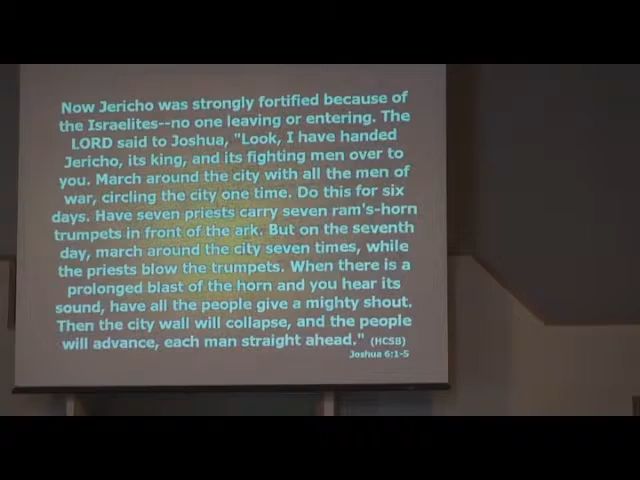 Now Jericho was strongly fortified because of
the Israelites--no one leaving or entering. The
LORD said to Joshua, "Look, I have handed
Jericho, its king, and its fighting men over to
you. March around the city with all the men of
war, circling the city one time. Do this for six
days. Have seven priests carry seven ram's-horn
trumpets in front of the ark. But on the seventh
day, march around the city seven times, while
the priests blow the trumpets. When there is a
prolonged blast of the horn and you hear its
sound, have all the people give a mighty shout.
Then the city wall will collapse, and the people
will advance, each man straight ahead." (HCSB)
Joshua 6:1-5